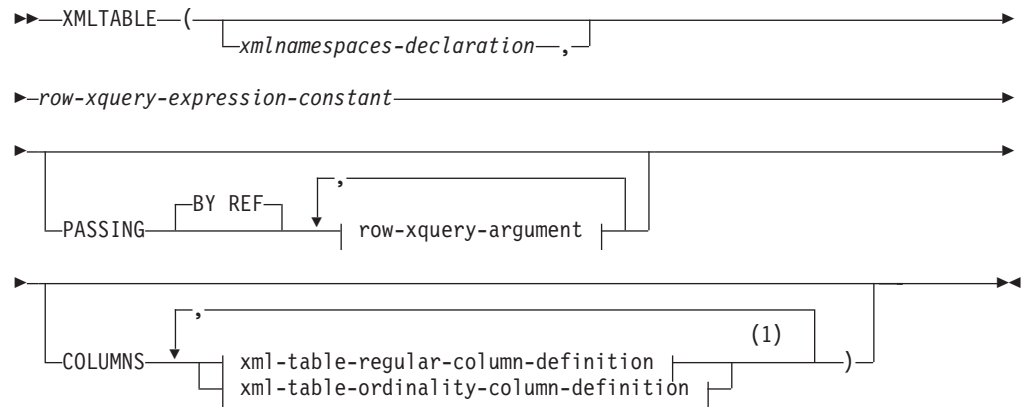 XMLTABLE (
xmlnamespaces-declaration ,
row-xquery-expression-constant
,
BY REF
PASSING row-xquery-argument
,
(1)
COLUMNS xml-table-regular-column-definition )
xml-table-ordinality-column-definition